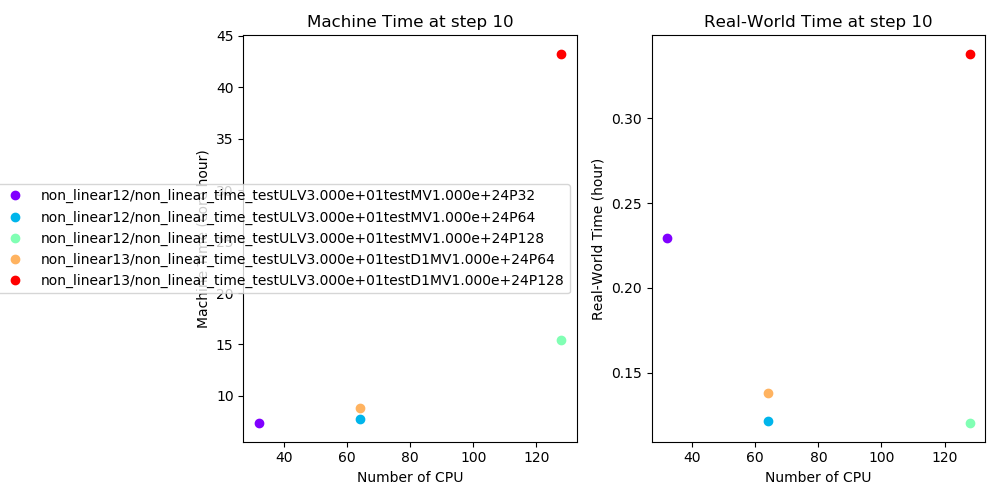 Machine Time at step 10
Real-World Time at step 10
45
40
35
30
20
15
10
0.30
0.25
0.20
0.15
Real-World Time (hour)
non_linear12/non_linear_time_testULV3.000e+01testMV1.000e+24P32
non_linear12/non_linear_time_testULV3.000e+01testMV1.000e+24P64
non_linear12/non_linear_time_testULV3.000e+01testMV1.000e+24P128
non_linear13/non_linear_time_testULV3.000e+01testD1MV1.000e+24P64
non_linear13/non_linear_time_testULV3.000e+01testD1MV1.000e+24P128
Machine hour)
40 60 80 100 120
40 60 80 100 120
Number of CPU
Number of CPU